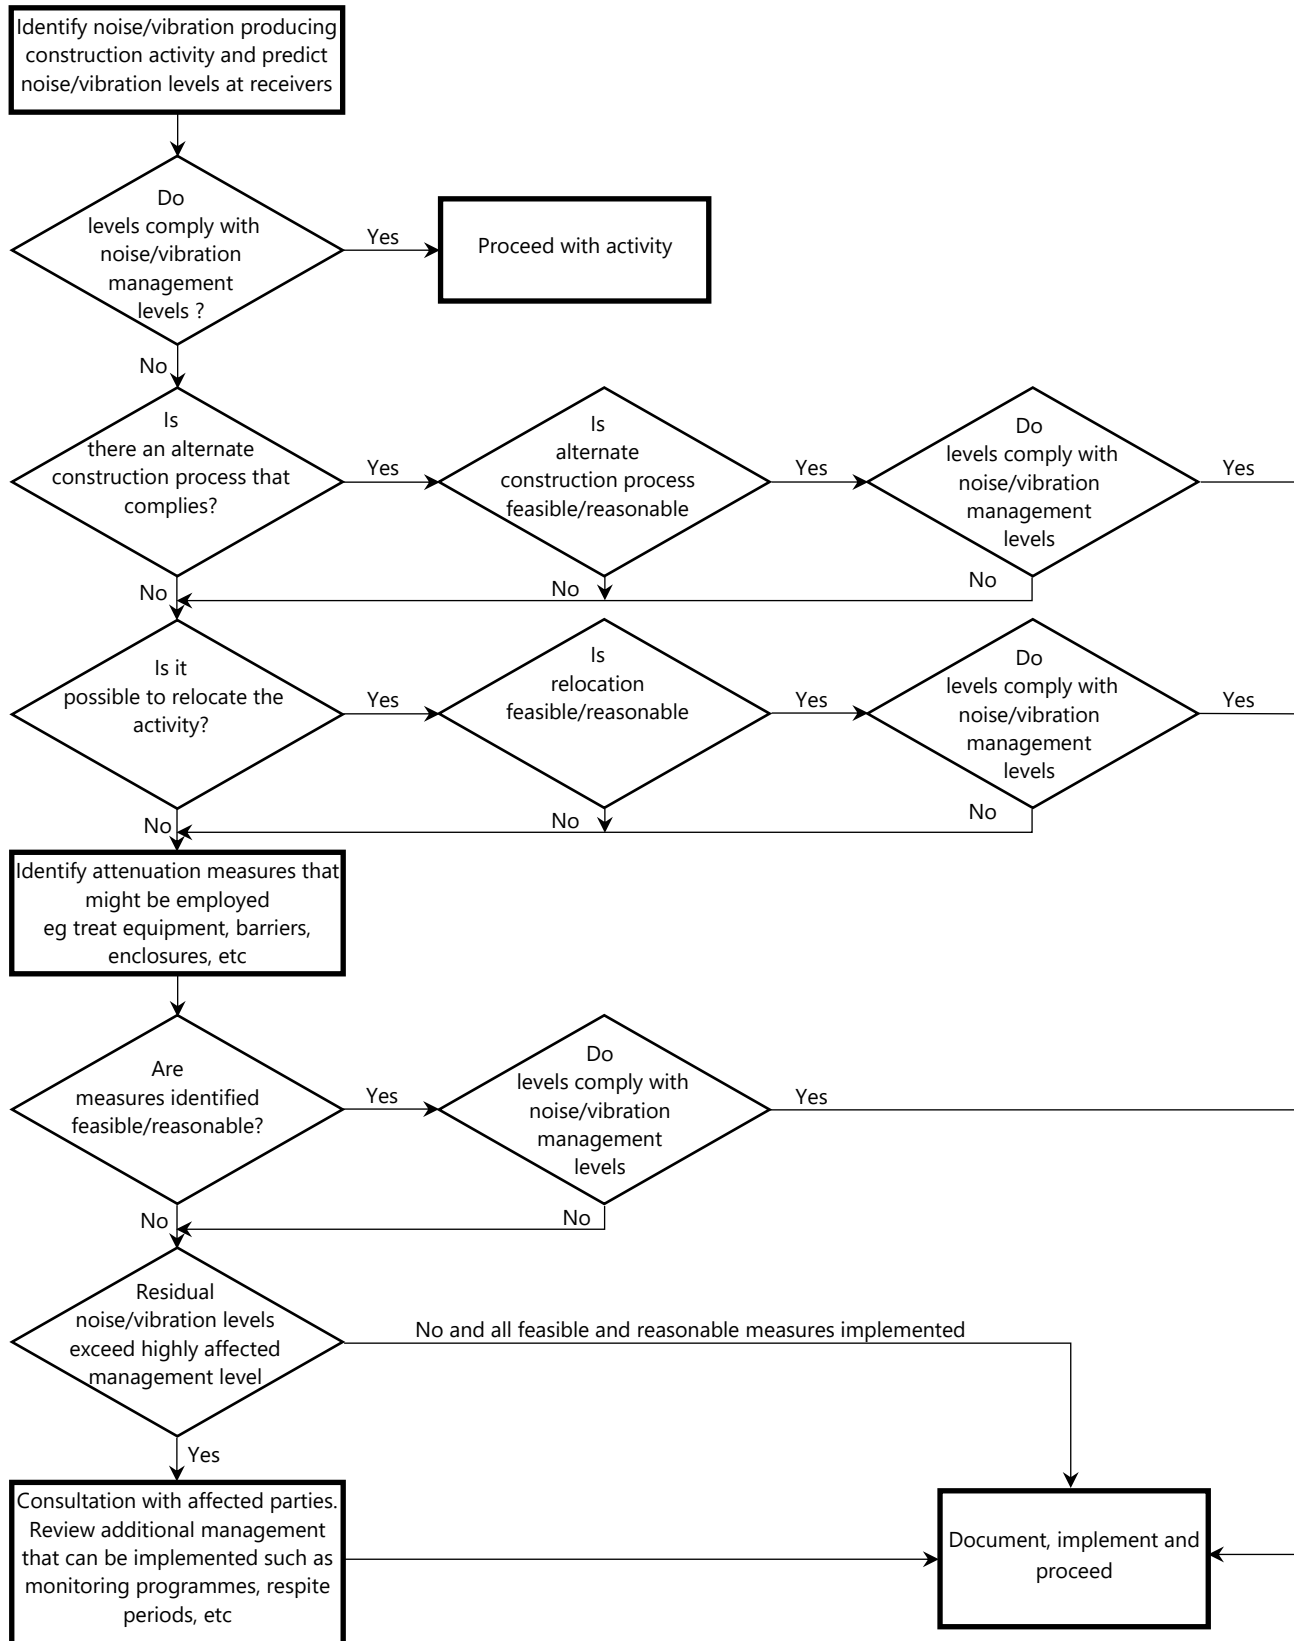 Identify noise/vibration producing
construction activity and predict
noise/vibration levels at receivers
Do
levels comply with
noise/vibration
management
levels ?
Yes
Proceed with activity
No
Is
there an alternate
construction process that
complies?
Yes
Is
alternate
construction process
feasible/reasonable
Yes
Do
levels comply with
noise/vibration
management
levels
Yes
No
No
No
Is it
possible to relocate the
activity?
Yes
Is
relocation
feasible/reasonable
Yes
Do
levels comply with
noise/vibration
management
levels
Yes
No
No
No
Identify attenuation measures that
might be employed
eg treat equipment, barriers,
enclosures, etc
Are
measures identified
feasible/reasonable?
Yes
Do
levels comply with
noise/vibration
management
levels
Yes
No
No
Residual
noise/vibration levels
exceed highly affected
management level
No and all feasible and reasonable measures implemented
Yes
Consultation with affected parties.
Review additional management
that can be implemented such as
monitoring programmes, respite
periods, etc
Document, implement and
proceed